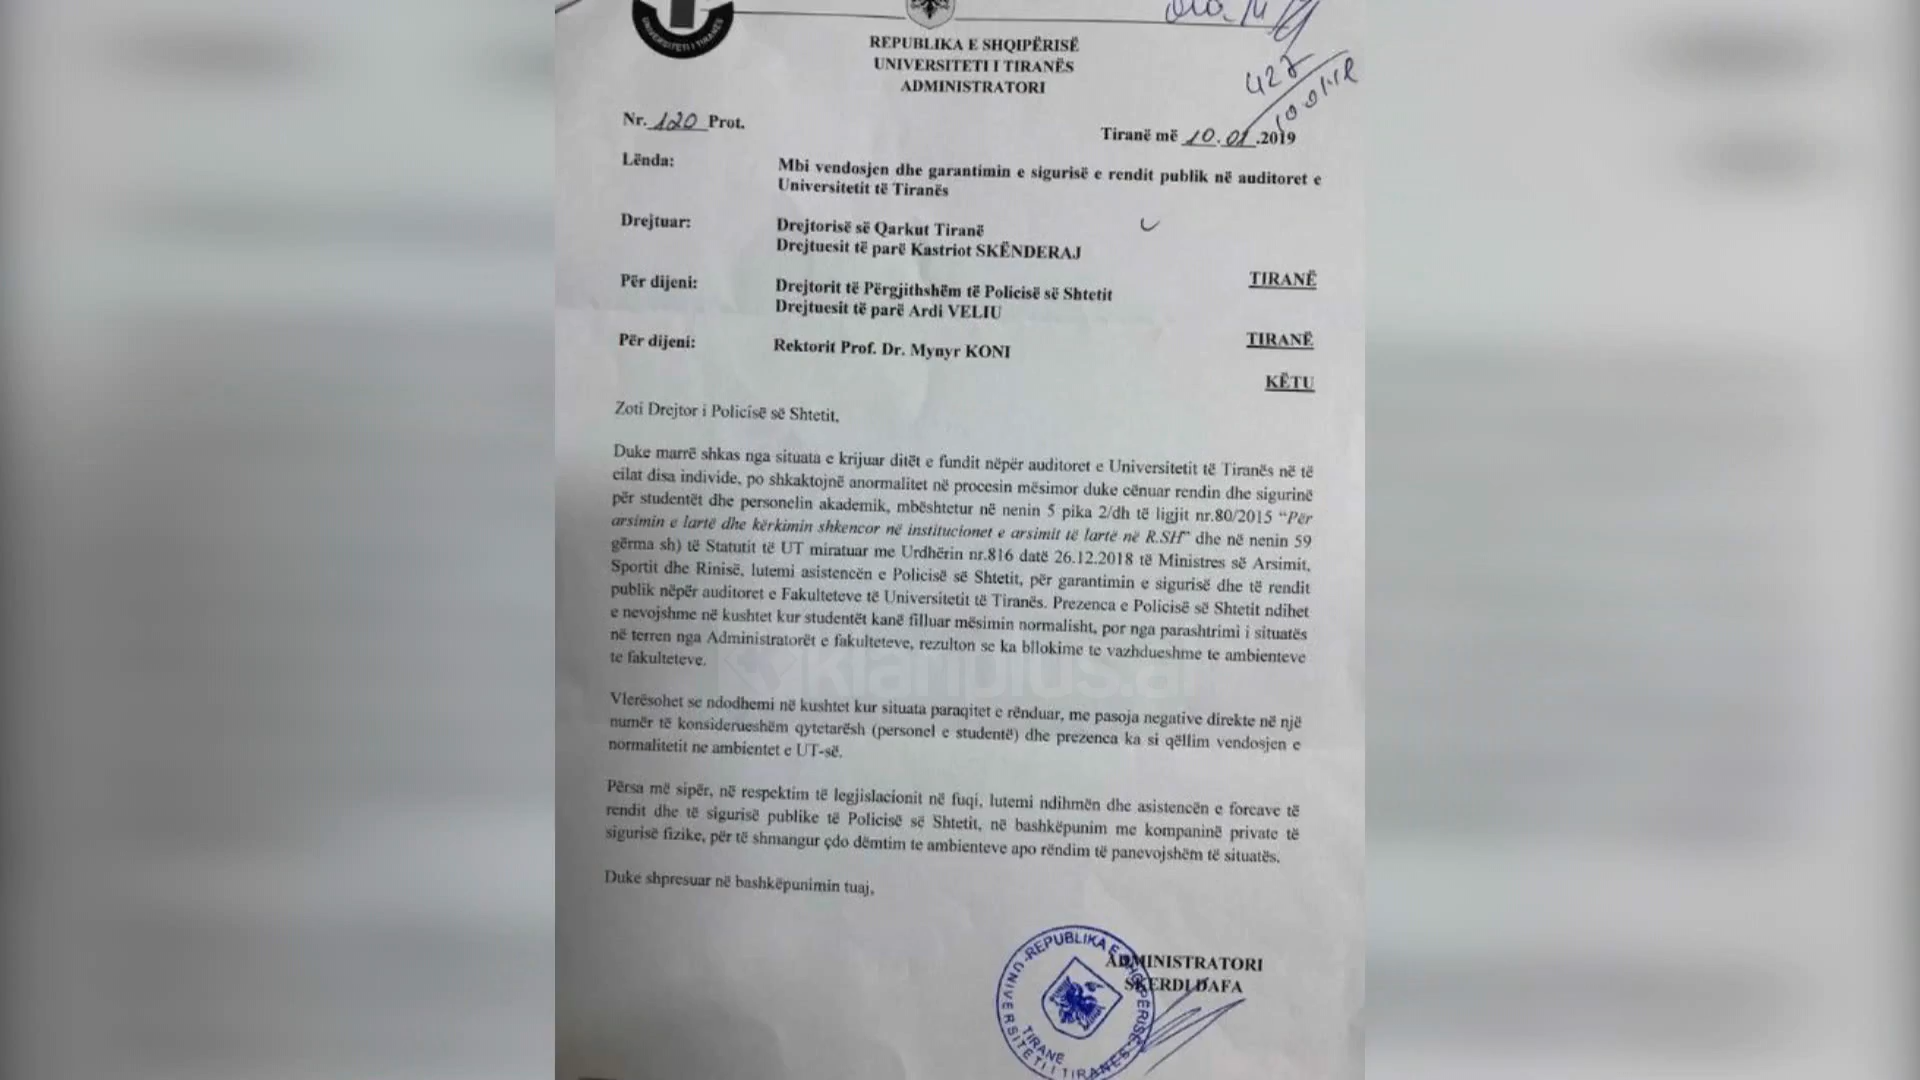 UNIVERSITETI I TIRANËS
REPUBLIKA E SHQIPËRISË
UNIVERSITETI I TIRANËS
ADMINISTRATORI
427
10.01.19
Nr. 120 Prot.
Tiranë më 10.01.2019
Lënda: Mbi vendosjen dhe garantimin e sigurisë e rendit publik në auditoret e
Universitetit të Tiranës
Drejtuar: Drejtorisë së Qarkut Tiranë
Drejtuesit të parë Kastriot SKËNDERAJ
TIRANË
Për dijeni: Drejtorit të Përgjithshëm të Policisë së Shtetit
Drejtuesit të parë Ardi VELIU
TIRANË
Për dijeni: Rektorit Prof. Dr. Mynyr KONI
KËTU
Zoti Drejtor i Policisë së Shtetit,
Duke marrë shkas nga situata e krijuar ditët e fundit nëpër auditoret e Universitetit të Tiranës në të
cilat disa individe, po shkaktojnë anormalitet në procesin mësimor duke cënuar rendin dhe sigurinë
për studentët dhe personelin akademik, mbështetur në nenin 5 pika 2/dh të ligjit nr.80/2015 “Për
arsimin e lartë dhe kërkimin shkencor në institucionet e arsimit të lartë në R.SH” dhe në nenin 59
gërma sh) të Statutit të UT miratuar me Urdhërin nr.816 datë 26.12.2018 të Ministres së Arsimit,
Sportit dhe Rinisë, lutemi asistencën e Policisë së Shtetit, për garantimin e sigurisë dhe të rendit
publik nëpër auditoret e Fakulteteve të Universitetit të Tiranës. Prezenca e Policisë së Shtetit ndihet
e nevojshme në kushtet kur studentët kanë filluar mësimin normalisht, por nga parashtrimi i situatës
në terren nga Administratorët e fakulteteve, rezulton se ka bllokime te vazhdueshme te ambienteve
te fakulteteve.
klanplus.al
Vlerësohet se ndodhemi në kushtet kur situata paraqitet e rënduar, me pasoja negative direkte në një
numër të konsiderueshëm qytetarësh (personel e studentë) dhe prezenca ka si qëllim vendosjen e
normalitetit ne ambientet e UT-së.
Përsa më sipër, në respektim të legjislacionit në fuqi, lutemi ndihmën dhe asistencën e forcave të
rendit dhe të sigurisë publike të Policisë së Shtetit, në bashkëpunim me kompaninë private të
sigurisë fizike, për të shmangur çdo dëmtim te ambienteve apo rëndim të panevojshëm të situatës.
Duke shpresuar në bashkëpunimin tuaj,
ADMINISTRATORI
SKERDI DAFA
REPUBLIKA E SHQIPERISE
UNIVERSITETI I TIRANES
TIRANE